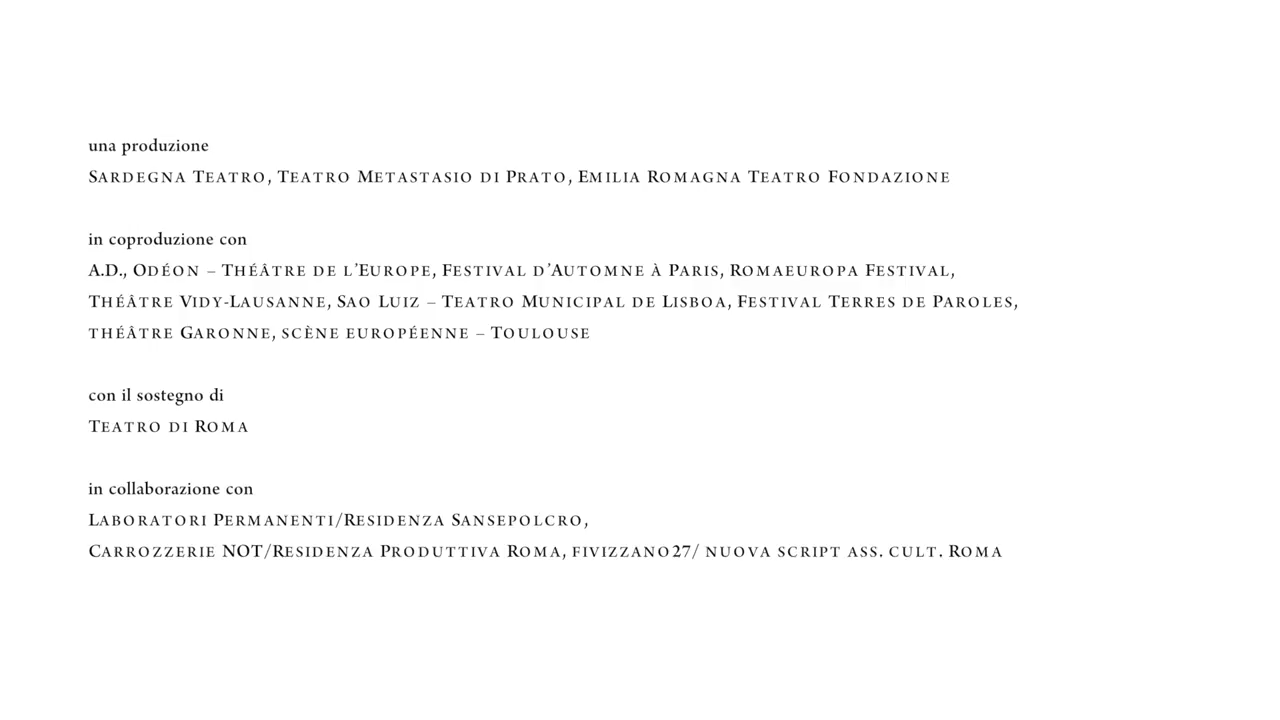 una produzione
Sardegna Teatro, Teatro Metastasio di Prato, Emilia Romagna Teatro Fondazione
in coproduzione con
A.D., Odéon – Théâtre de l’Europe, Festival d’Automne à Paris, Romaeuropa Festival,
Théâtre Vidy-Lausanne, Sao Luiz – Teatro Municipal de Lisboa, Festival Terres de Paroles,
théâtre Garonne, scène européenne – Toulouse
con il sostegno di
Teatro di Roma
in collaborazione con
Laboratori Permanenti/Residenza Sansepolcro,
Carrozzerie NOT/Residenza Produttiva Roma, fivizzano27/ nuova script ass. cult. Roma